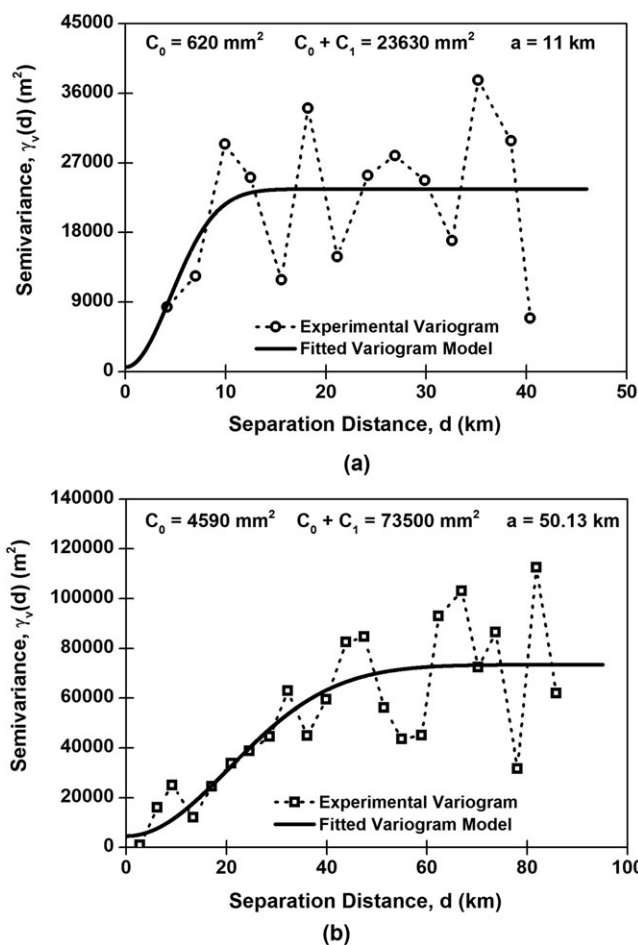 C₀ = 620 mm² C₀ + C₁ = 23630 mm² a = 11 km
Semivariance, γᵥ(d) (m²)
45000
36000
27000
18000
9000
0
Experimental Variogram
Fitted Variogram Model
0 10 20 30 40 50
Separation Distance, d (km)
(a)
C₀ = 4590 mm² C₀ + C₁ = 73500 mm² a = 50.13 km
Semivariance, γᵥ(d) (m²)
140000
120000
100000
80000
60000
40000
20000
0
Experimental Variogram
Fitted Variogram Model
0 20 40 60 80 100
Separation Distance, d (km)
(b)